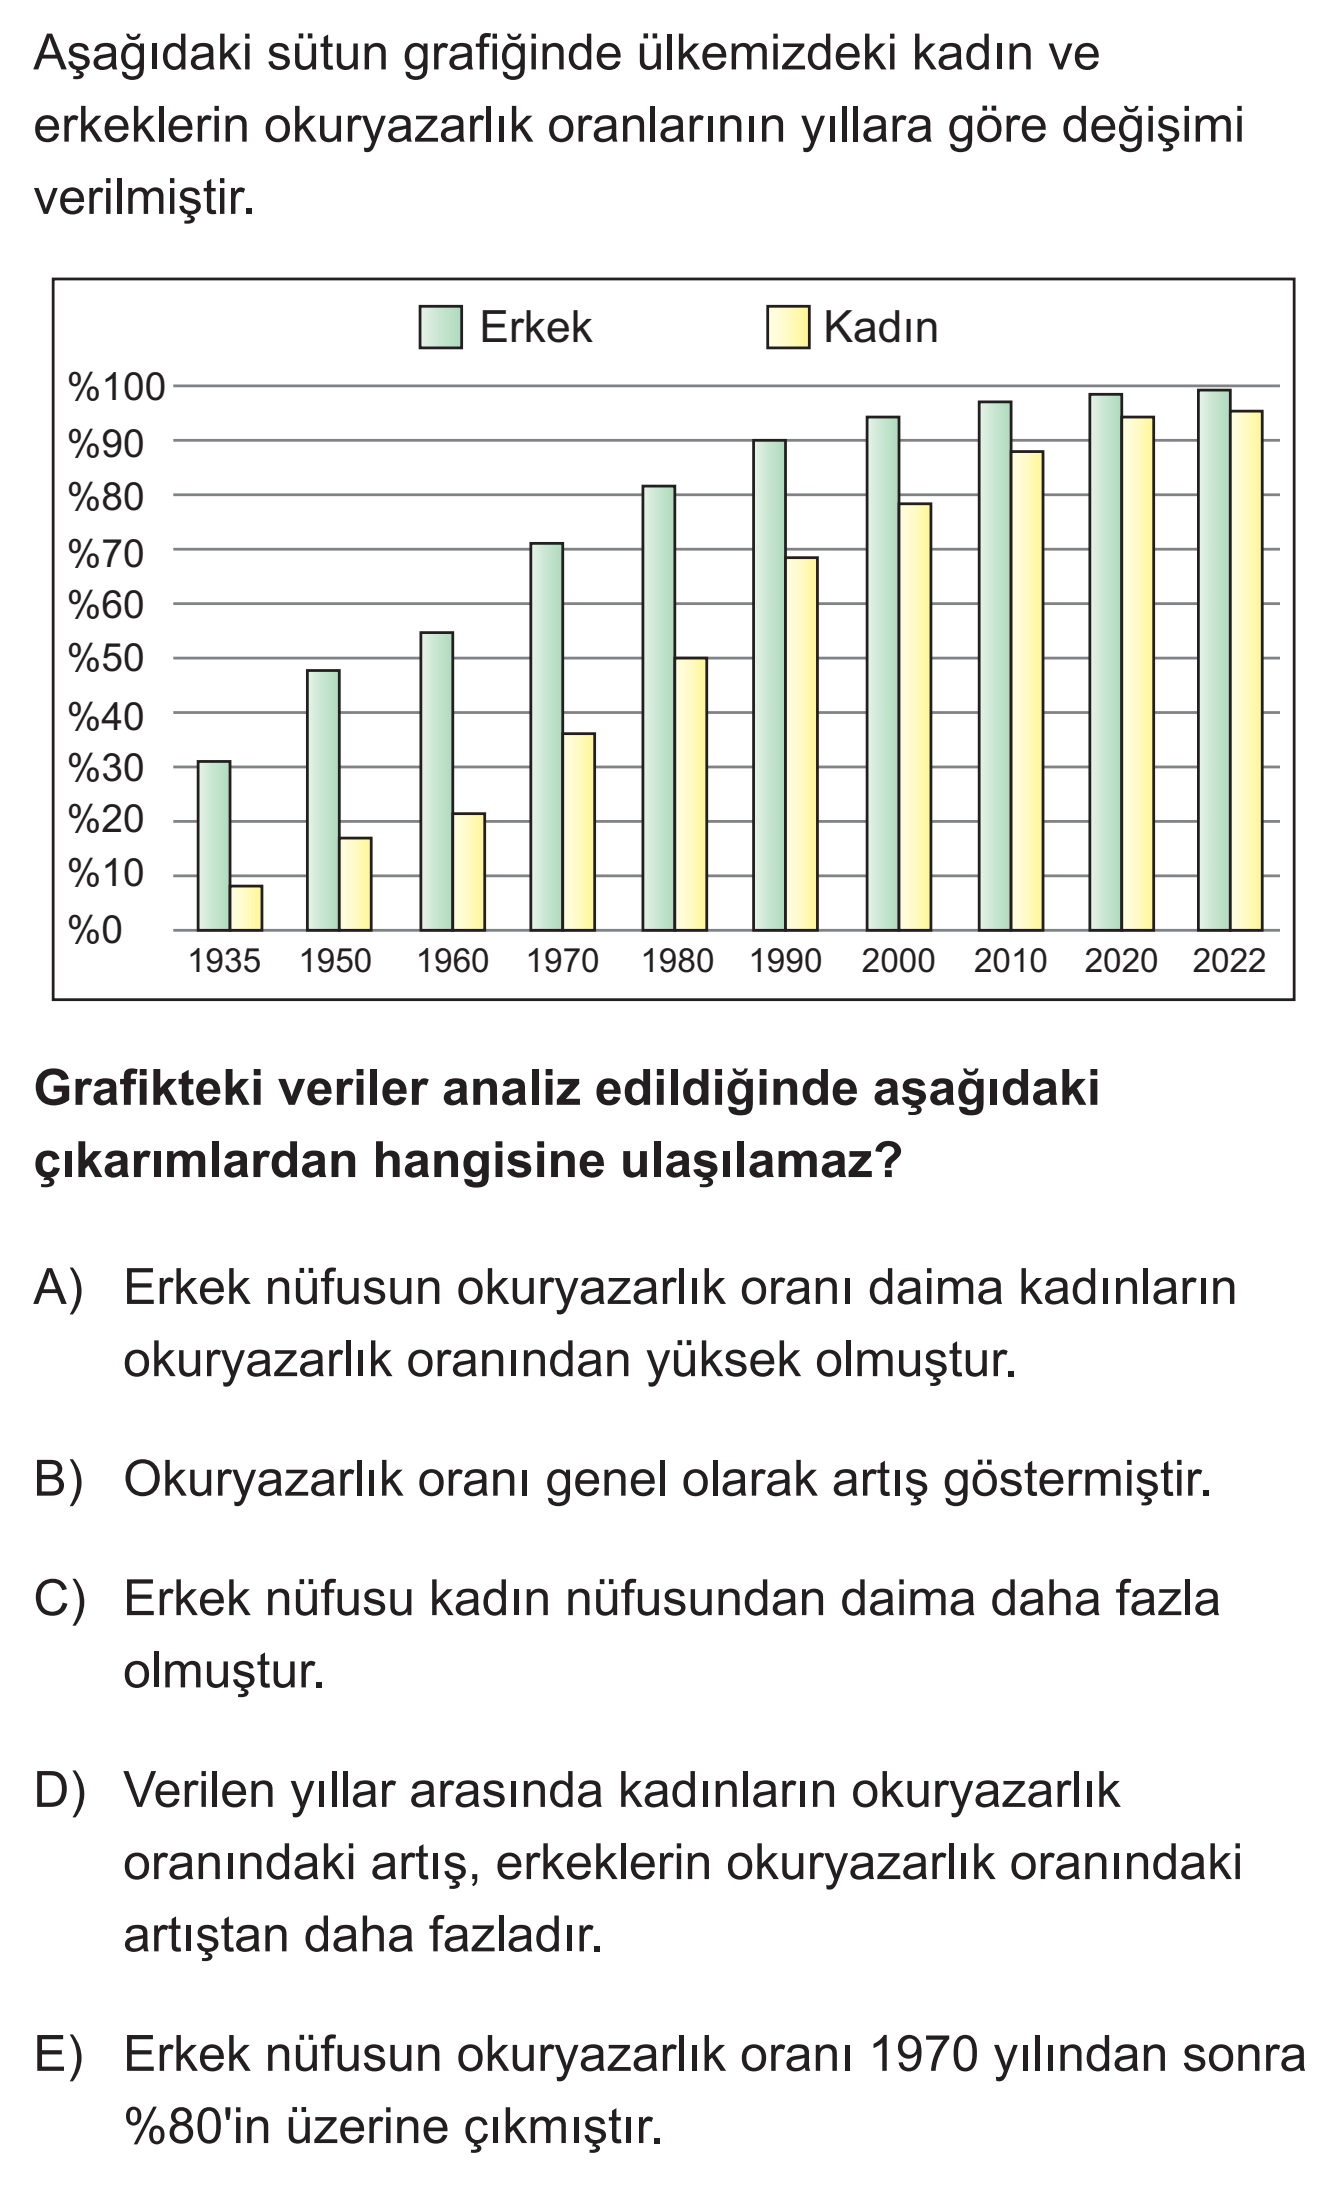 Aşağıdaki sütun grafiğinde ülkemizdeki kadın ve
erkeklerin okuryazarlık oranlarının yıllara göre değişimi
verilmiştir.
Erkek Kadın
%100
%90
%80
%70
%60
%50
%40
%30
%20
%10
%0
1935 1950 1960 1970 1980 1990 2000 2010 2020 2022
Grafikteki veriler analiz edildiğinde aşağıdaki
çıkarımlardan hangisine ulaşılamaz?
A) Erkek nüfusun okuryazarlık oranı daima kadınların
okuryazarlık oranından yüksek olmuştur.
B) Okuryazarlık oranı genel olarak artış göstermiştir.
C) Erkek nüfusu kadın nüfusundan daima daha fazla
olmuştur.
D) Verilen yıllar arasında kadınların okuryazarlık
oranındaki artış, erkeklerin okuryazarlık oranındaki
artıştan daha fazladır.
E) Erkek nüfusun okuryazarlık oranı 1970 yılından sonra
%80'in üzerine çıkmıştır.